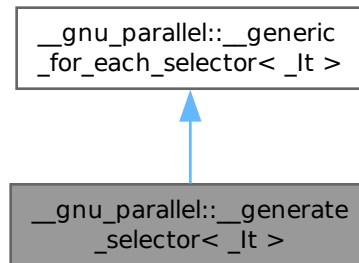 __gnu_parallel::__generic
_for_each_selector< _It >
__gnu_parallel::__generate
_selector< _It >